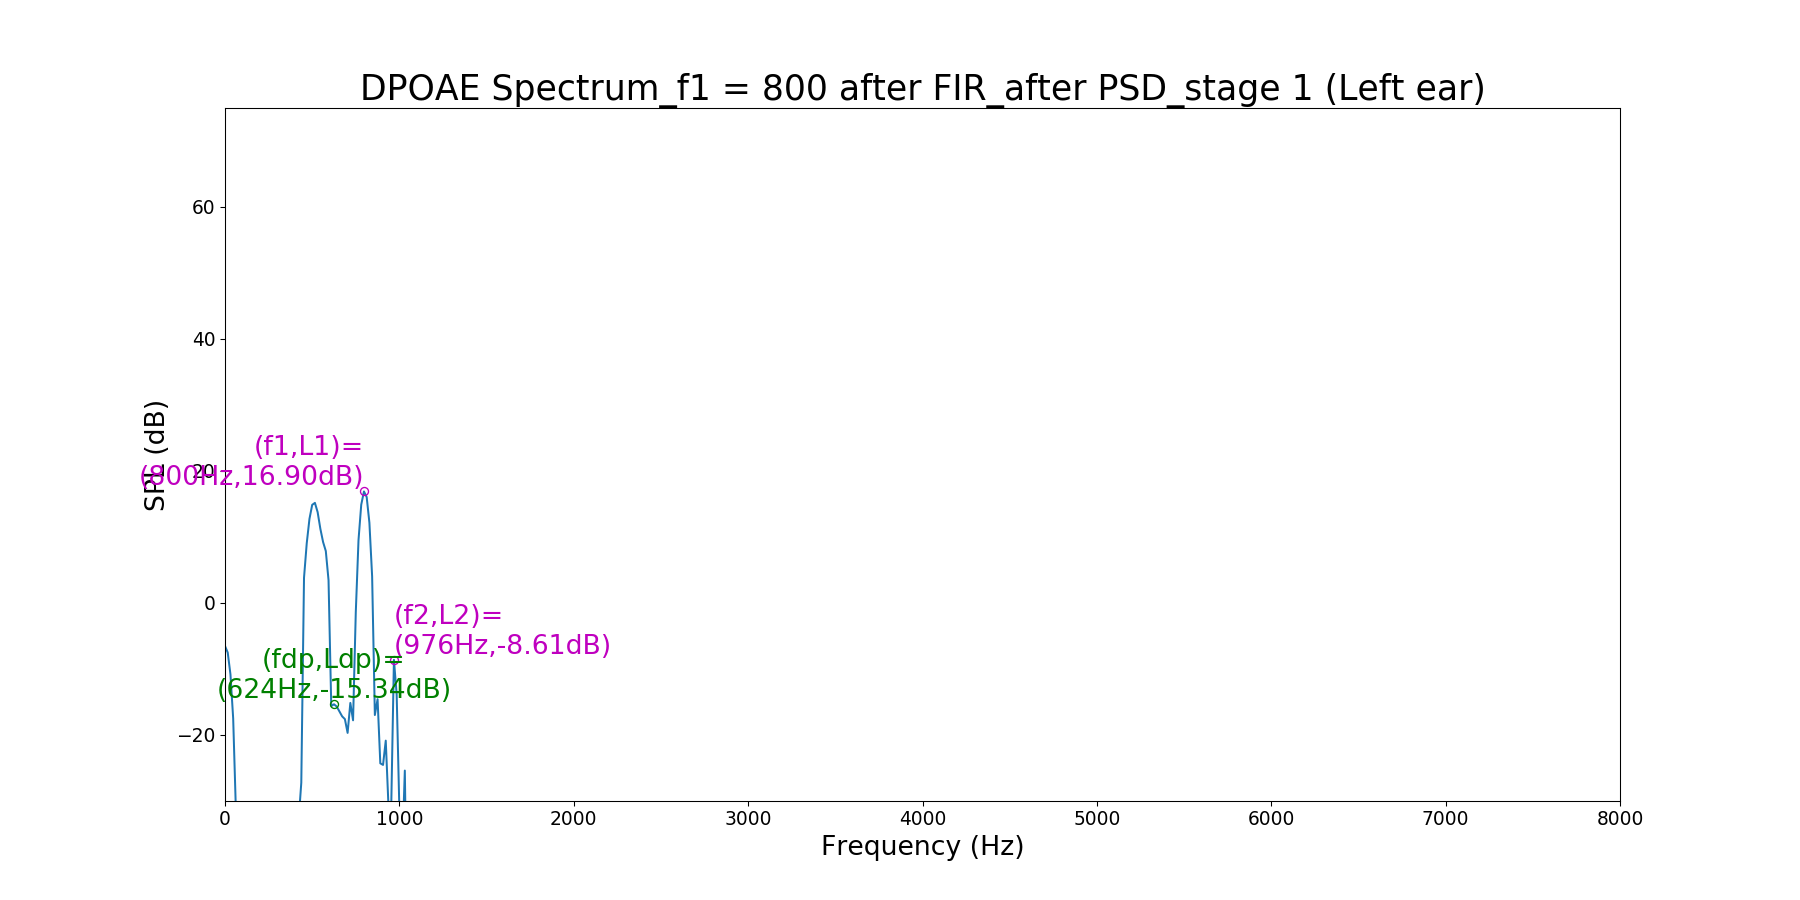 DPOAE Spectrum_f1 = 800 after FIR_after PSD_stage 1 (Left ear)
60
40
20
0
−20
SPL (dB)
(f1,L1)=
(800Hz,16.90dB)
(f2,L2)=
(976Hz,-8.61dB)
(fdp,Ldp)=
(624Hz,-15.34dB)
0 1000 2000 3000 4000 5000 6000 7000 8000
Frequency (Hz)